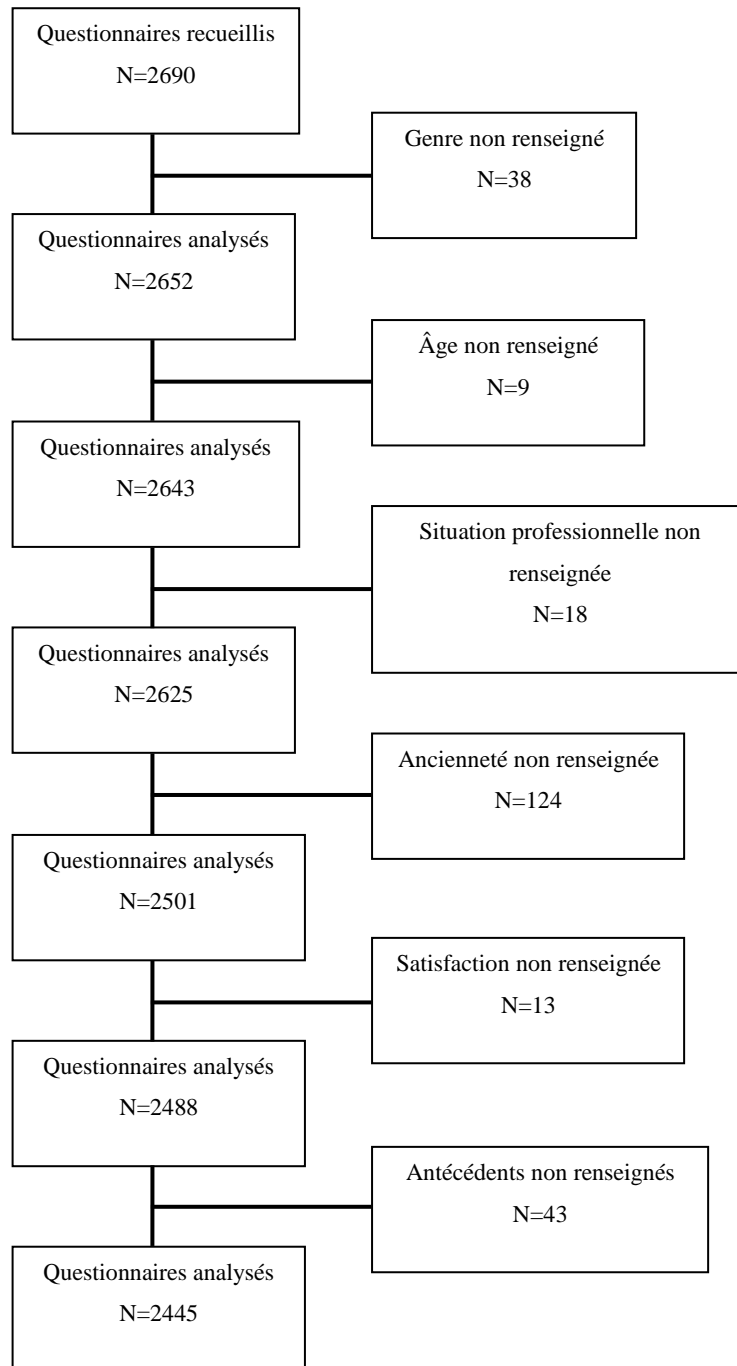 Questionnaires recueillis
N=2690
Genre non renseigné
N=38
Questionnaires analysés
N=2652
Âge non renseigné
N=9
Questionnaires analysés
N=2643
Situation professionnelle non
renseignée
N=18
Questionnaires analysés
N=2625
Ancienneté non renseignée
N=124
Questionnaires analysés
N=2501
Satisfaction non renseignée
N=13
Questionnaires analysés
N=2488
Antécédents non renseignés
N=43
Questionnaires analysés
N=2445